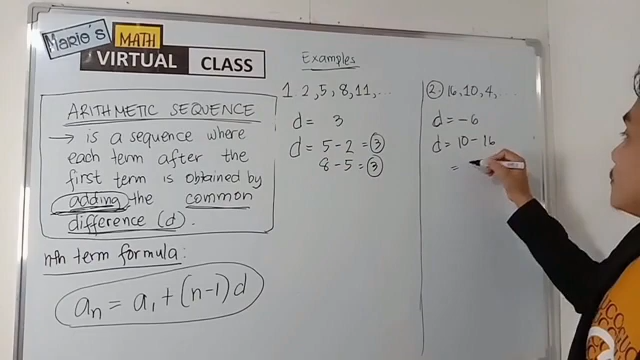 Mario's MATH
VIRTUAL CLASS
ARITHMETIC SEQUENCE
→ is a sequence where
each term after the
first term is obtained by
adding the common
difference (d).
nth term formula:
aₙ = a₁ + (n-1)d
Examples
1. 2, 5, 8, 11, ...
d = 3
d = 5 - 2 = 3
8 - 5 = 3
2. 16, 10, 4, ...
d = -6
d = 10 - 16
= -